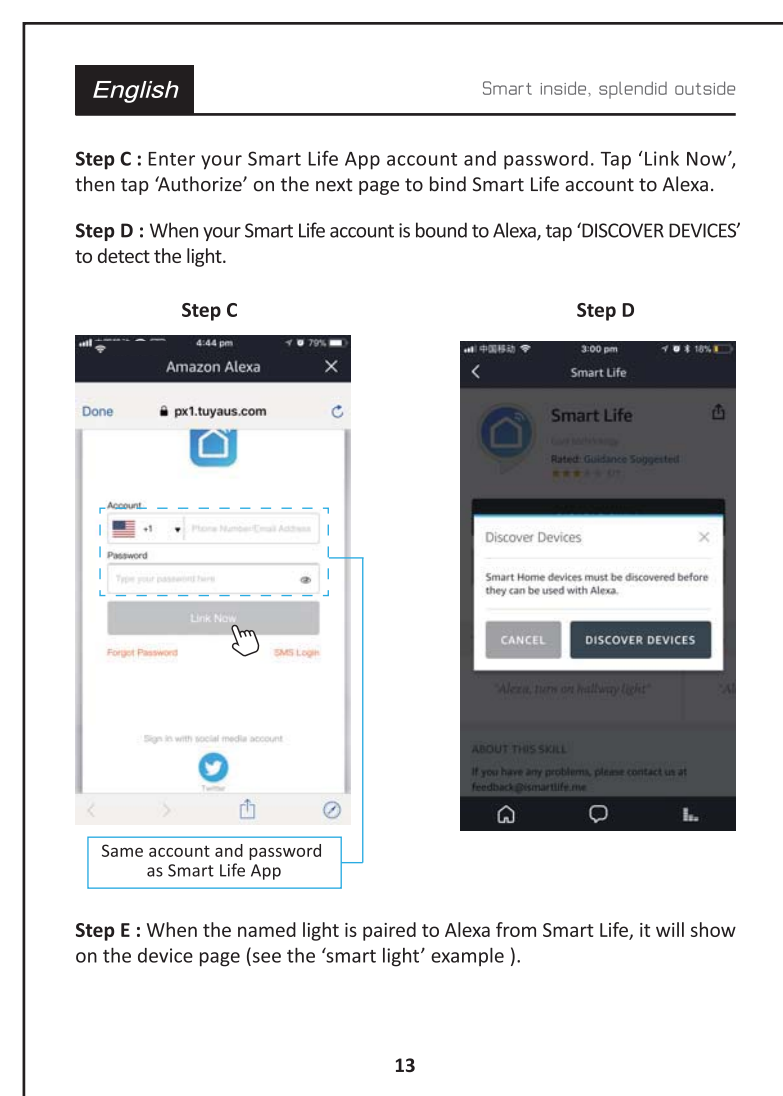 English
Smart inside, splendid outside
Step C : Enter your Smart Life App account and password. Tap ‘Link Now’,
then tap ‘Authorize’ on the next page to bind Smart Life account to Alexa.
Step D : When your Smart Life account is bound to Alexa, tap ‘DISCOVER DEVICES’
to detect the light.
Step C
4:44 pm
79%
Amazon Alexa
Done
px1.tuyaus.com
Account
+1
Phone Number/Email Address
Password
Type your password here
Link Now
Forgot Password
SMS Login
Sign in with social media account
Twitter
Same account and password
as Smart Life App
Step D
中国移动
3:00 pm
18%
Smart Life
Smart Life
Rated: Guidance Suggested
Discover Devices
Smart Home devices must be discovered before
they can be used with Alexa.
CANCEL
DISCOVER DEVICES
"Alexa, turn on hallway light"
"Al
ABOUT THIS SKILL
If you have any problems, please contact us at
feedback@ismartlife.me
Step E : When the named light is paired to Alexa from Smart Life, it will show
on the device page (see the ‘smart light’ example ).
13